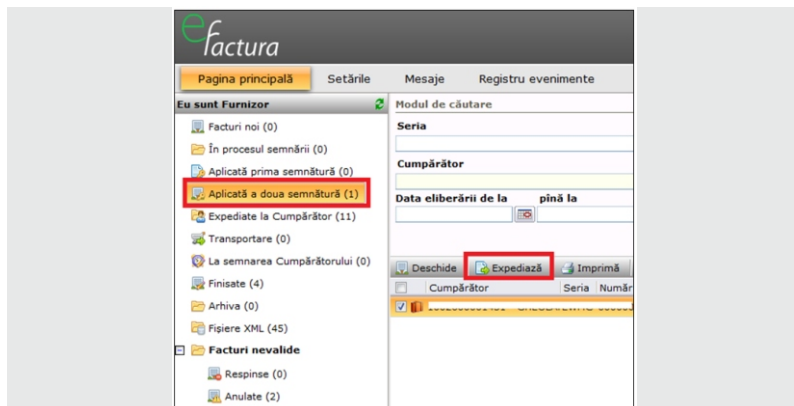 efactura
Pagina principală Setările Mesaje Registru evenimente
Eu sunt Furnizor
Facturi noi (0)
În procesul semnării (0)
Aplicată prima semnătură (0)
Aplicată a doua semnătură (1)
Expediate la Cumpărător (11)
Transportare (0)
La semnarea Cumpărătorului (0)
Finisate (4)
Arhiva (0)
Fișiere XML (45)
Facturi nevalide
Respinse (0)
Anulate (2)
Modul de căutare
Seria
Cumpărător
Data eliberării de la pînă la
Deschide Expediază Imprimă
Cumpărător Seria Număr